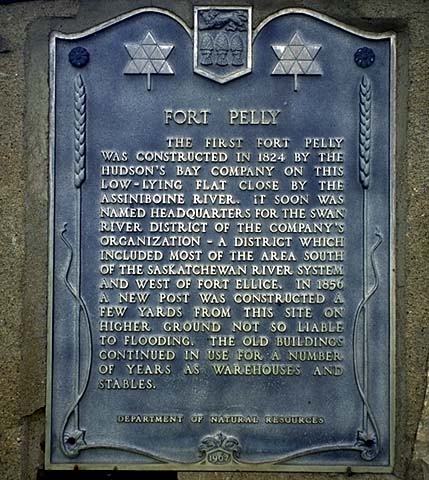 FORT PELLY
THE FIRST FORT PELLY
WAS CONSTRUCTED IN 1824 BY THE
HUDSON'S BAY COMPANY ON THIS
LOW-LYING FLAT CLOSE BY THE
ASSINIBOINE RIVER. IT SOON WAS
NAMED HEADQUARTERS FOR THE SWAN
RIVER DISTRICT OF THE COMPANY'S
ORGANIZATION - A DISTRICT WHICH
INCLUDED MOST OF THE AREA SOUTH
OF THE SASKATCHEWAN RIVER SYSTEM
AND WEST OF FORT ELLICE. IN 1856
A NEW POST WAS CONSTRUCTED A
FEW YARDS FROM THIS SITE ON
HIGHER GROUND NOT SO LIABLE
TO FLOODING. THE OLD BUILDINGS
CONTINUED IN USE FOR A NUMBER
OF YEARS AS WAREHOUSES AND
STABLES.
DEPARTMENT OF NATURAL RESOURCES
1967